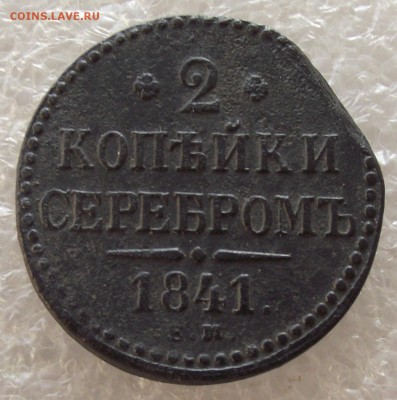 COINS.LAVE.RU
2
КОПѢЙКИ
СЕРЕБРОМЪ
1841.